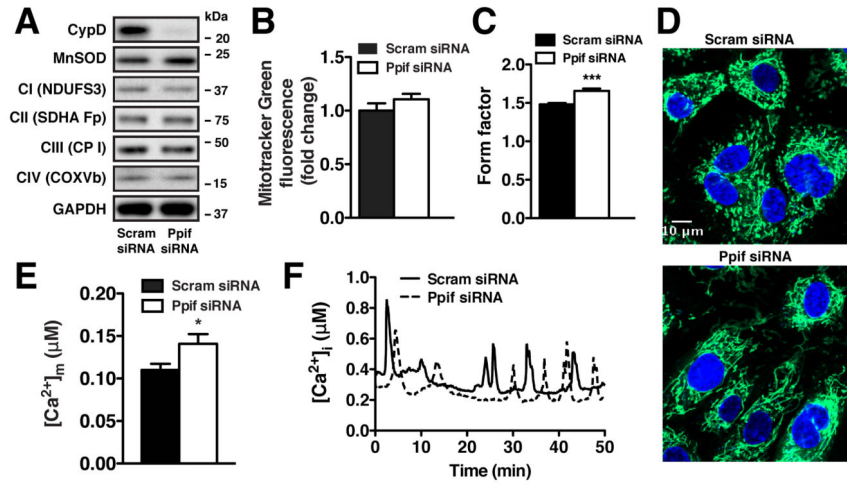 A
kDa
CypD
20
MnSOD
25
CI (NDUFS3)
37
CII (SDHA Fp)
75
CIII (CP I)
50
CIV (COXVb)
15
GAPDH
37
Scram siRNA
Ppif siRNA
B
Scram siRNA
Ppif siRNA
Mitotracker Green
fluorescence
(fold change)
1.5
1.0
0.5
0.0
C
Scram siRNA
Ppif siRNA
***
Form factor
2.0
1.5
1.0
0.5
0.0
D
Scram siRNA
10 μm
Ppif siRNA
E
Scram siRNA
Ppif siRNA
*
[Ca2+]m (μM)
0.20
0.15
0.10
0.05
0.00
F
Scram siRNA
Ppif siRNA
[Ca2+]i (μM)
1.0
0.8
0.6
0.4
0.2
0 10 20 30 40 50
Time (min)